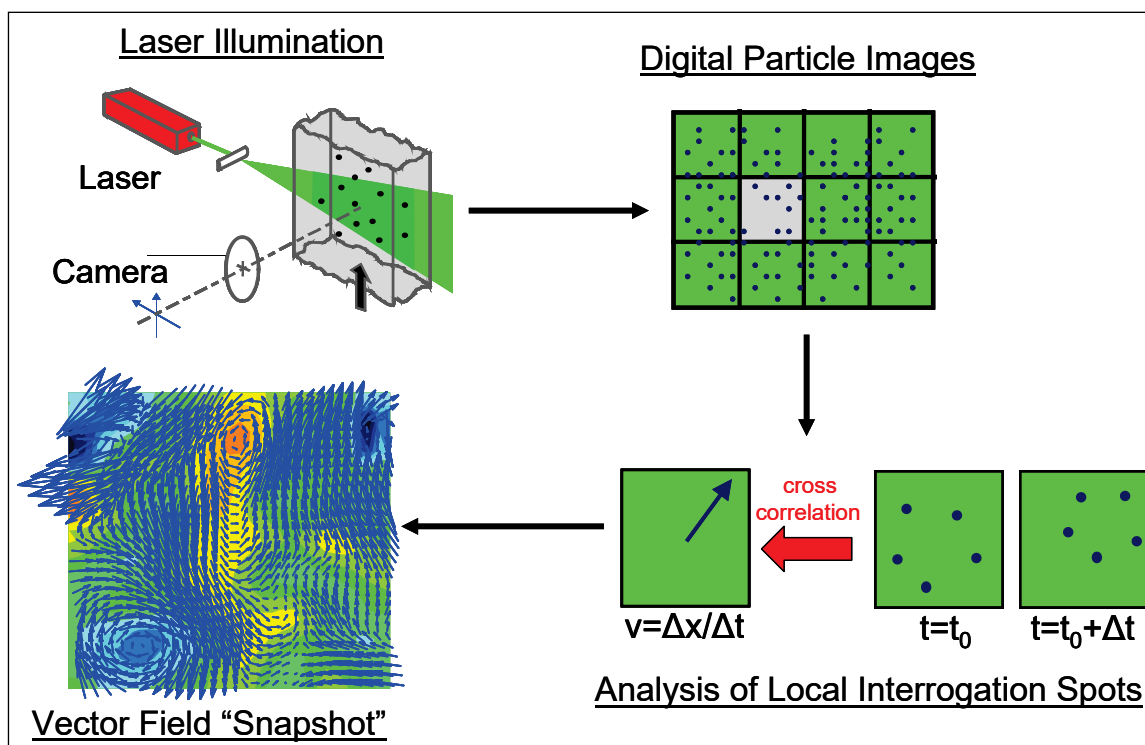 Laser Illumination
Digital Particle Images
Laser
Camera
cross
correlation
v=Δx/Δt
t=t₀
t=t₀+Δt
Analysis of Local Interrogation Spots
Vector Field “Snapshot”